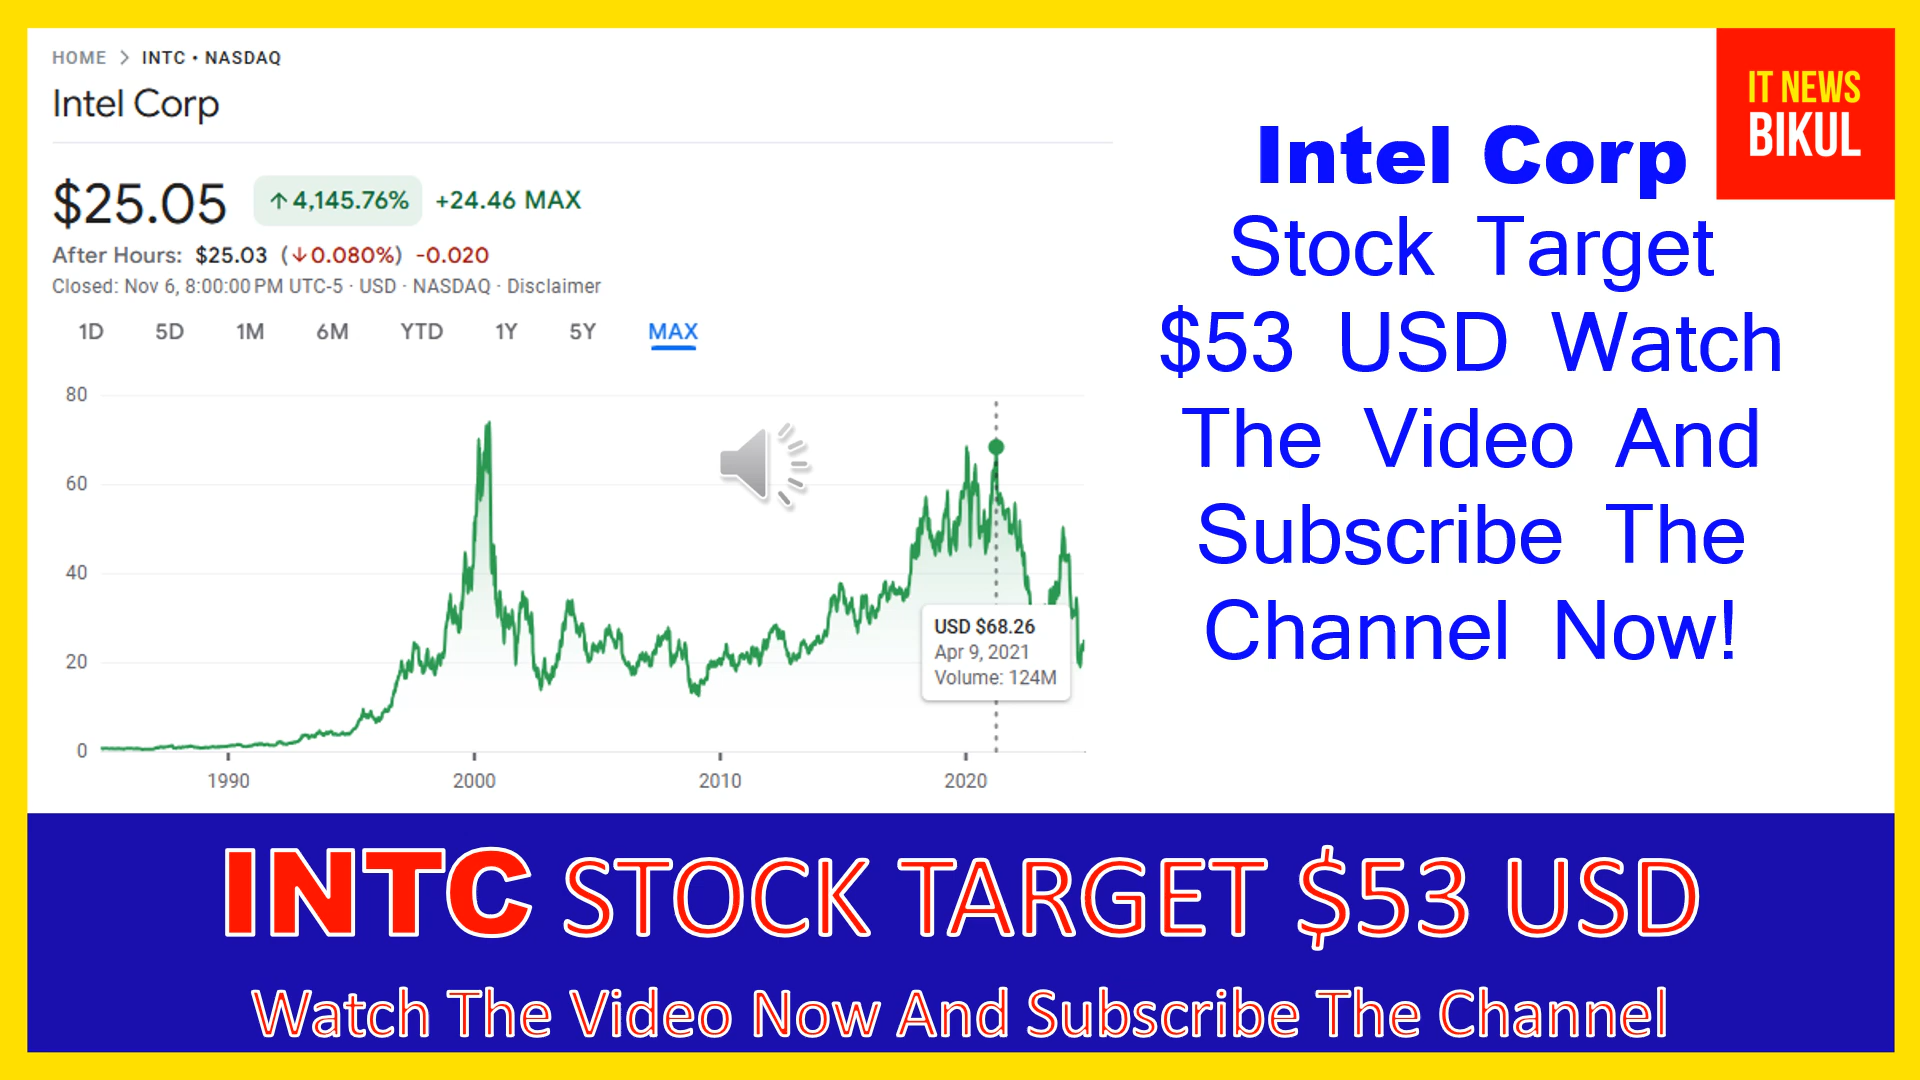 HOME > INTC • NASDAQ
Intel Corp
$25.05 ↑4,145.76% +24.46 MAX
After Hours: $25.03 (↓0.080%) -0.020
Closed: Nov 6, 8:00:00 PM UTC-5 · USD · NASDAQ · Disclaimer
1D 5D 1M 6M YTD 1Y 5Y MAX
80
60
40
20
0
1990 2000 2010 2020
USD $68.26
Apr 9, 2021
Volume: 124M
IT NEWS
BIKUL
Intel Corp
Stock Target
$53 USD Watch
The Video And
Subscribe The
Channel Now!
INTC STOCK TARGET $53 USD
Watch The Video Now And Subscribe The Channel